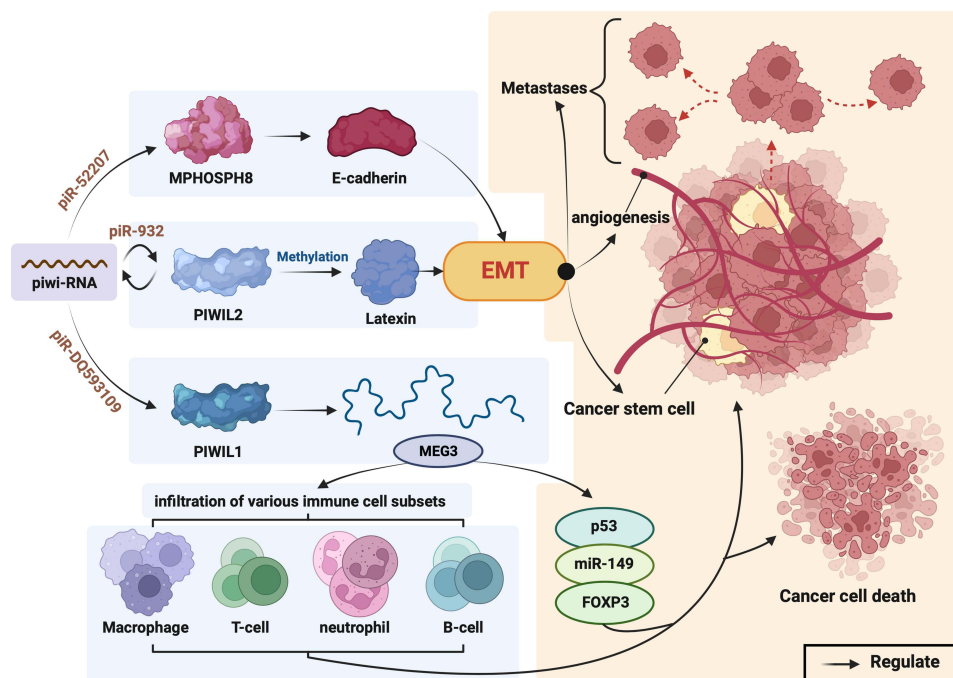 Metastases
piR-52207
MPHOSPH8
E-cadherin
piR-932
angiogenesis
Methylation
EMT
piwi-RNA
PIWIL2
Latexin
piR-DQ593109
Cancer stem cell
PIWIL1
MEG3
infiltration of various immune cell subsets
p53
miR-149
FOXP3
Cancer cell death
Macrophage
T-cell
neutrophil
B-cell
Regulate